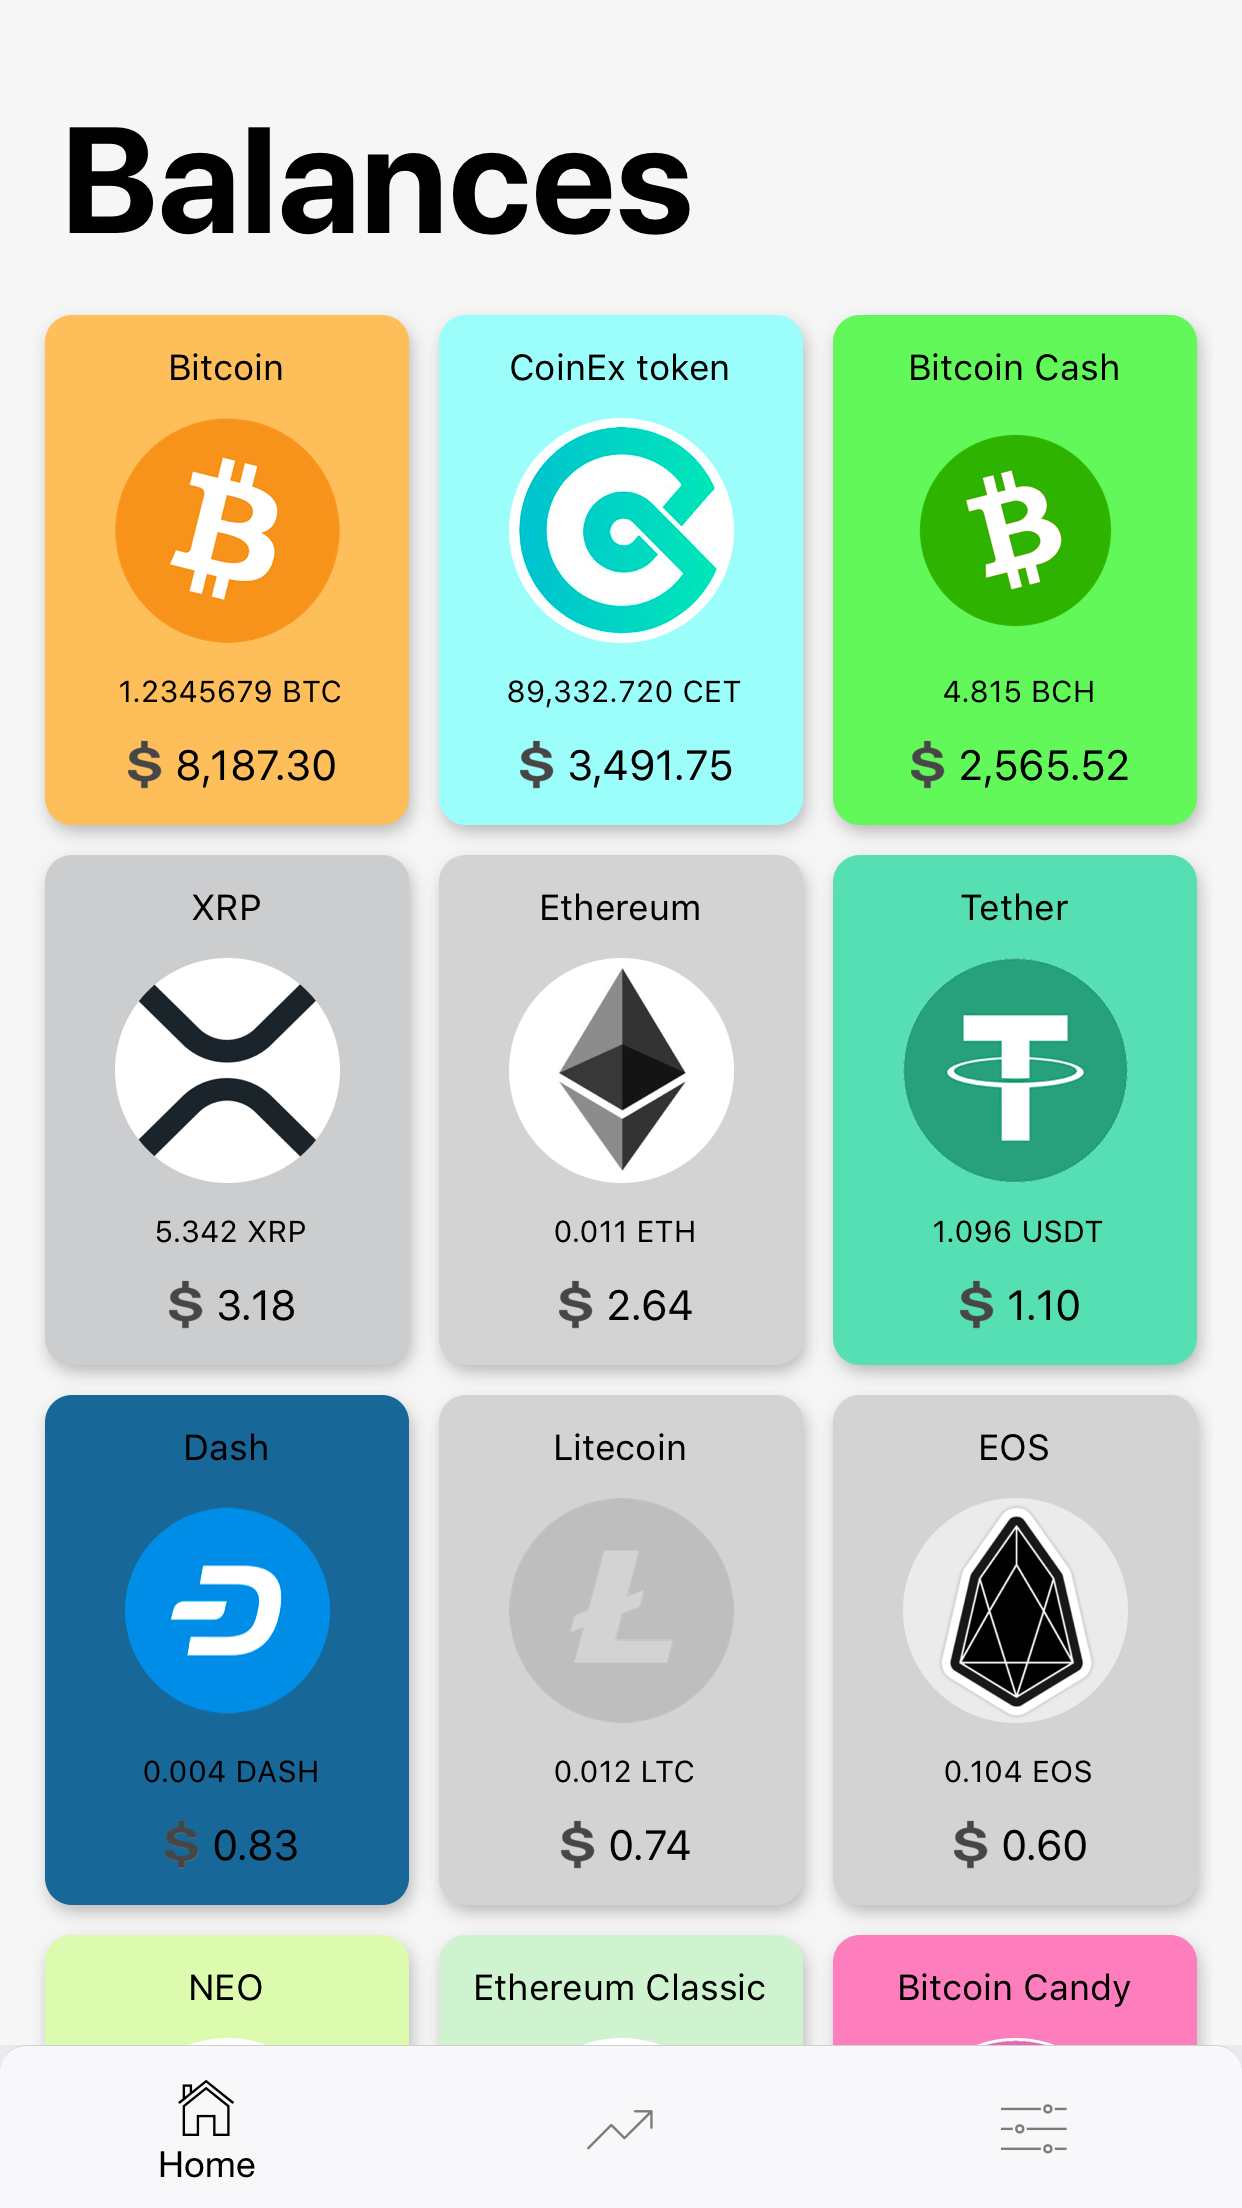 Balances
Bitcoin
1.2345679 BTC
$ 8,187.30
CoinEx token
89,332.720 CET
$ 3,491.75
Bitcoin Cash
4.815 BCH
$ 2,565.52
XRP
5.342 XRP
$ 3.18
Ethereum
0.011 ETH
$ 2.64
Tether
1.096 USDT
$ 1.10
Dash
0.004 DASH
$ 0.83
Litecoin
0.012 LTC
$ 0.74
EOS
0.104 EOS
$ 0.60
NEO
Ethereum Classic
Bitcoin Candy
Home